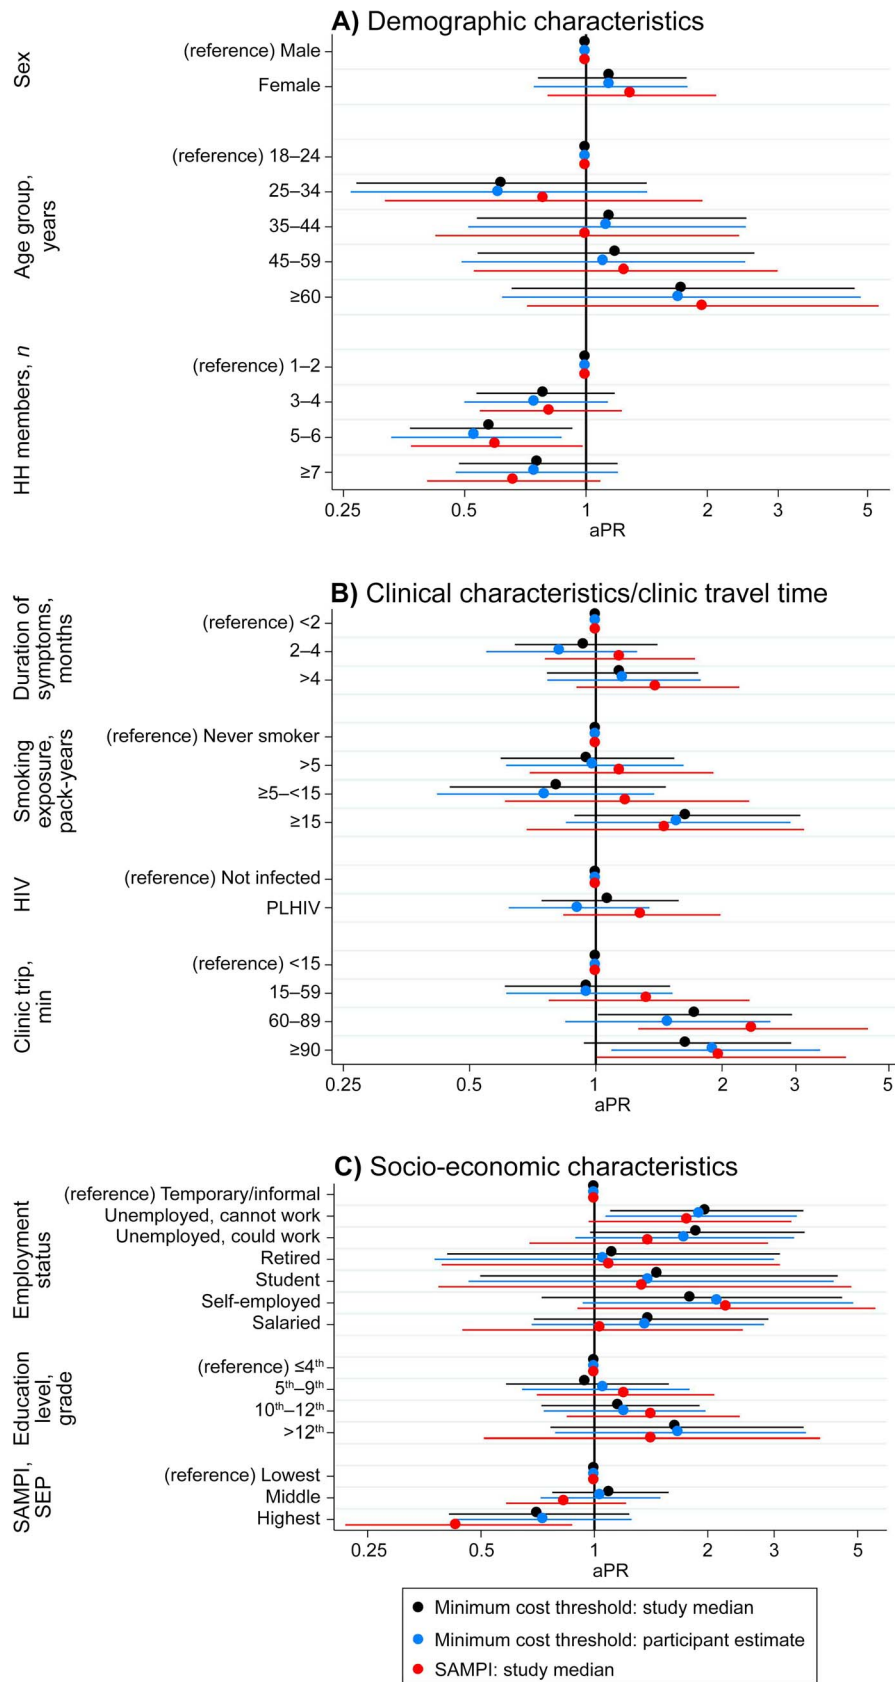 A) Demographic characteristics
Sex
(reference) Male
Female
Age group,
years
(reference) 18–24
25–34
35–44
45–59
≥60
HH members, n
(reference) 1–2
3–4
5–6
≥7
0.25 0.5 1 2 3 5
aPR
B) Clinical characteristics/clinic travel time
Duration of
symptoms,
months
(reference) <2
2–4
>4
Smoking
exposure,
pack-years
(reference) Never smoker
>5
≥5–<15
≥15
HIV
(reference) Not infected
PLHIV
Clinic trip,
min
(reference) <15
15–59
60–89
≥90
0.25 0.5 1 2 3 5
aPR
C) Socio-economic characteristics
Employment
status
(reference) Temporary/informal
Unemployed, cannot work
Unemployed, could work
Retired
Student
Self-employed
Salaried
Education
level,
grade
(reference) ≤4th
5th–9th
10th–12th
>12th
SAMPI,
SEP
(reference) Lowest
Middle
Highest
0.25 0.5 1 2 3 5
aPR
Minimum cost threshold: study median
Minimum cost threshold: participant estimate
SAMPI: study median